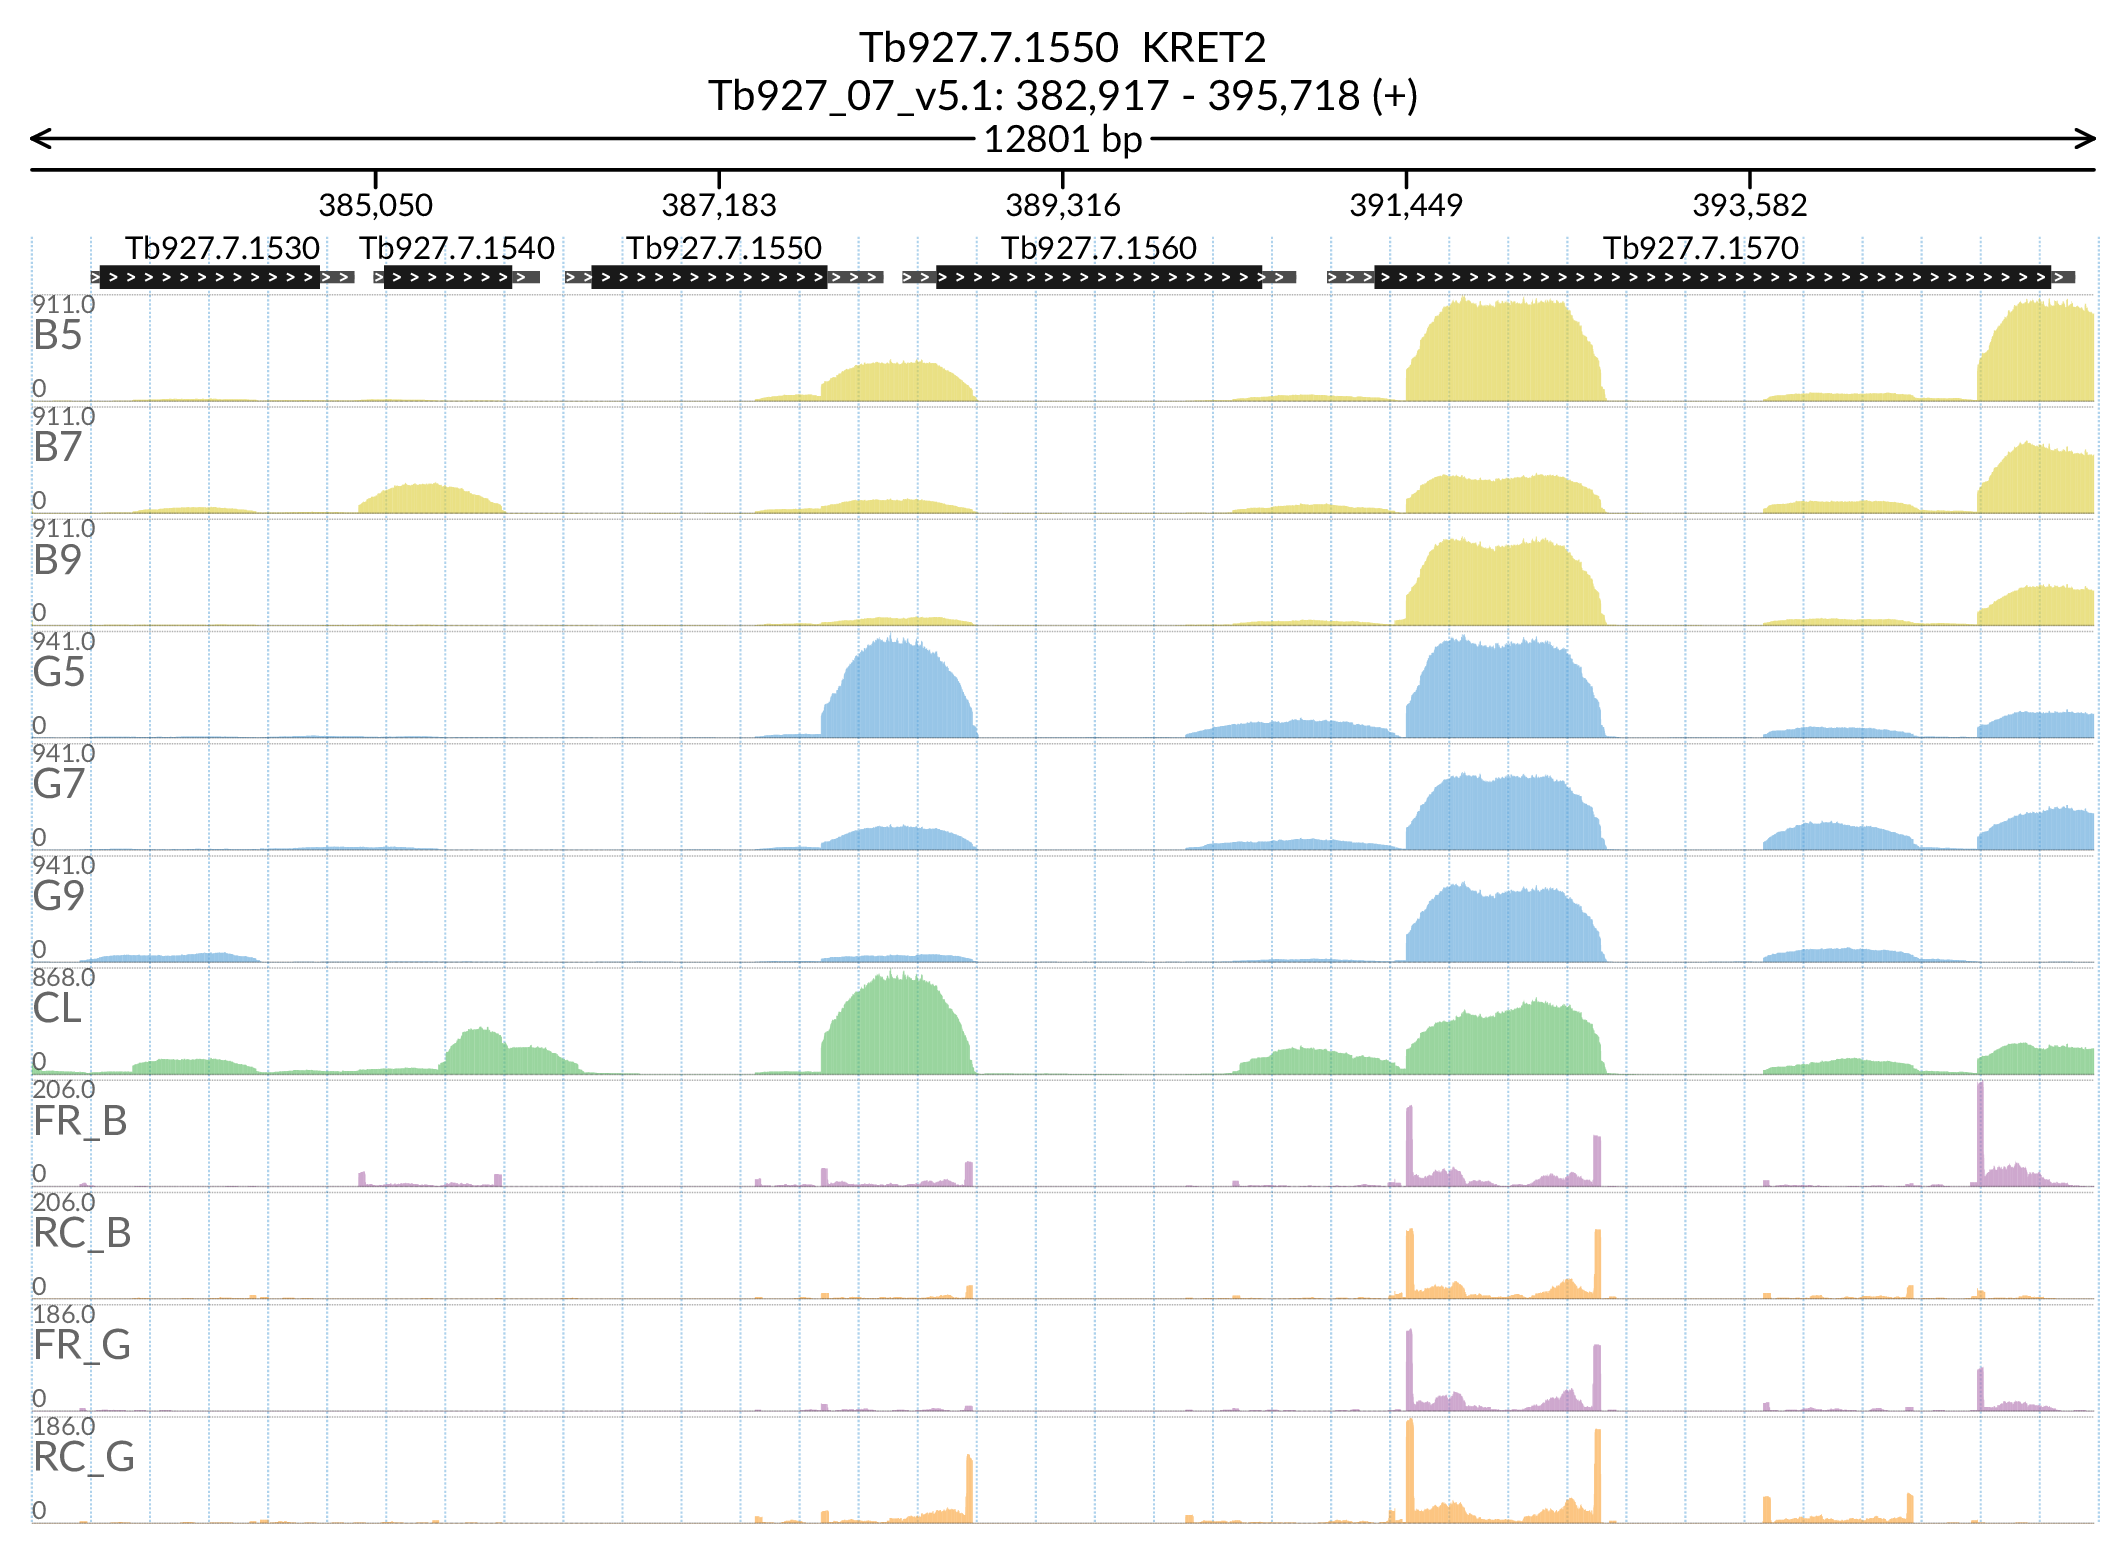 Tb927.7.1550 KRET2
Tb927_07_v5.1: 382,917 - 395,718 (+)
12801 bp
385,050 387,183 389,316 391,449 393,582
Tb927.7.1530 Tb927.7.1540 Tb927.7.1550 Tb927.7.1560 Tb927.7.1570
911.0
B5
0
911.0
B7
0
911.0
B9
0
941.0
G5
0
941.0
G7
0
941.0
G9
0
868.0
CL
0
206.0
FR_B
0
206.0
RC_B
0
186.0
FR_G
0
186.0
RC_G
0